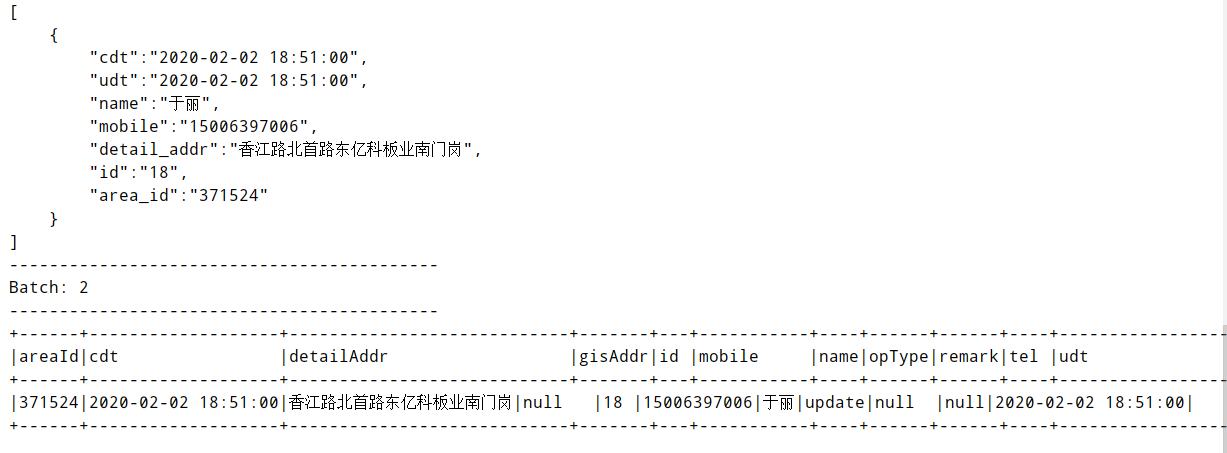 [
    {
        "cdt":"2020-02-02 18:51:00",
        "udt":"2020-02-02 18:51:00",
        "name":"于丽",
        "mobile":"15006397006",
        "detail_addr":"香江路北首路东亿科板业南门岗",
        "id":"18",
        "area_id":"371524"
    }
]
-------------------------------------------
Batch: 2
-------------------------------------------
+------+-------------------+----------------------------+-------+---+-----------+----+------+------+----+-----------------
|areaId|cdt                |detailAddr                  |gisAddr|id |mobile     |name|opType|remark|tel |udt
+------+-------------------+----------------------------+-------+---+-----------+----+------+------+----+-----------------
|371524|2020-02-02 18:51:00|香江路北首路东亿科板业南门岗|null   |18 |15006397006|于丽|update|null  |null|2020-02-02 18:51:00|
+------+-------------------+----------------------------+-------+---+-----------+----+------+------+----+-----------------